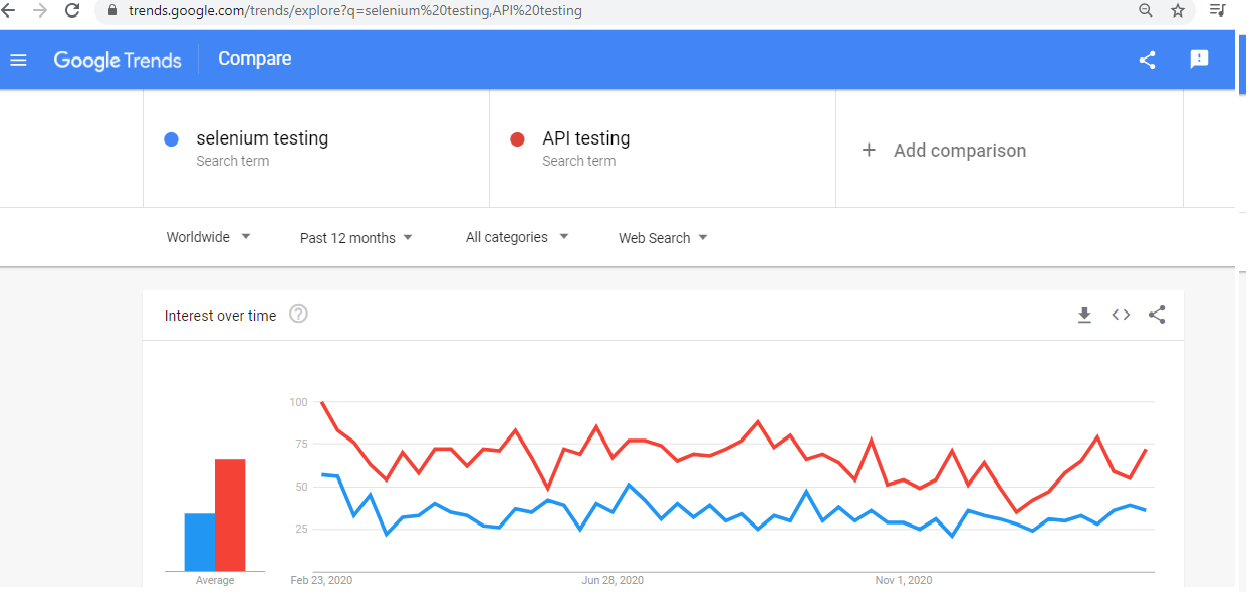 trends.google.com/trends/explore?q=selenium%20testing,API%20testing
Google Trends Compare
selenium testing
Search term
API testing
Search term
+ Add comparison
Worldwide Past 12 months All categories Web Search
Interest over time ?
100
75
50
25
Average Feb 23, 2020 Jun 28, 2020 Nov 1, 2020